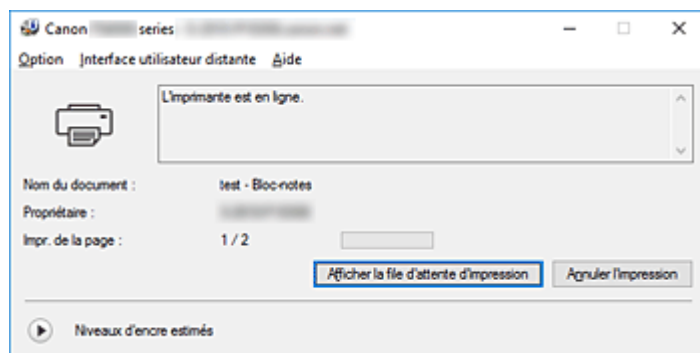 Canon series
Option Interface utilisateur distante Aide
L'imprimante est en ligne.
Nom du document : test - Bloc-notes
Propriétaire :
Impr. de la page : 1 / 2
Afficher la file d'attente d'impression Annuler l'impression
Niveaux d'encre estimés